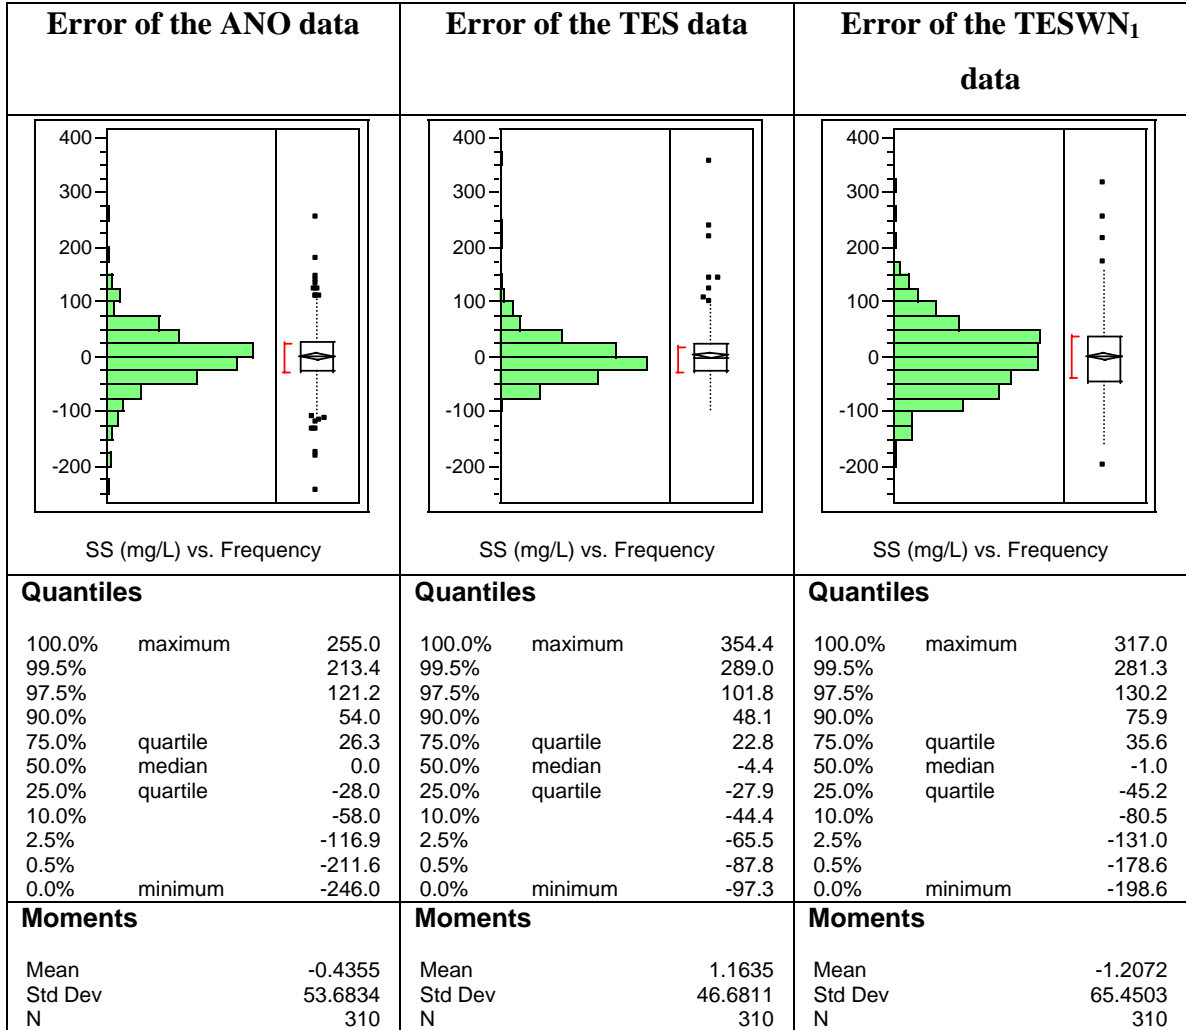 Error of the ANO data
Error of the TES data
Error of the TESWN1
data
400
300
200
100
0
-100
-200
SS (mg/L) vs. Frequency
400
300
200
100
0
-100
-200
SS (mg/L) vs. Frequency
400
300
200
100
0
-100
-200
SS (mg/L) vs. Frequency
Quantiles
100.0% maximum 255.0
99.5% 213.4
97.5% 121.2
90.0% 54.0
75.0% quartile 26.3
50.0% median 0.0
25.0% quartile -28.0
10.0% -58.0
2.5% -116.9
0.5% -211.6
0.0% minimum -246.0
Quantiles
100.0% maximum 354.4
99.5% 289.0
97.5% 101.8
90.0% 48.1
75.0% quartile 22.8
50.0% median -4.4
25.0% quartile -27.9
10.0% -44.4
2.5% -65.5
0.5% -87.8
0.0% minimum -97.3
Quantiles
100.0% maximum 317.0
99.5% 281.3
97.5% 130.2
90.0% 75.9
75.0% quartile 35.6
50.0% median -1.0
25.0% quartile -45.2
10.0% -80.5
2.5% -131.0
0.5% -178.6
0.0% minimum -198.6
Moments
Mean -0.4355
Std Dev 53.6834
N 310
Moments
Mean 1.1635
Std Dev 46.6811
N 310
Moments
Mean -1.2072
Std Dev 65.4503
N 310